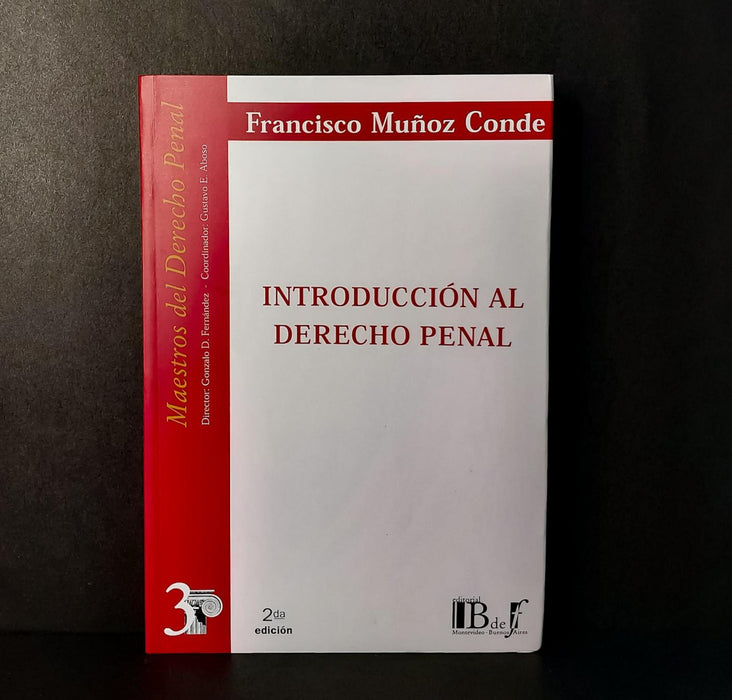 Francisco Muñoz Conde
Maestros del Derecho Penal
Director: Gonzalo D. Fernández - Coordinador: Gustavo E. Aboso
INTRODUCCIÓN AL
DERECHO PENAL
3
2da
edición
editorial
B de f
Montevideo - Buenos Aires